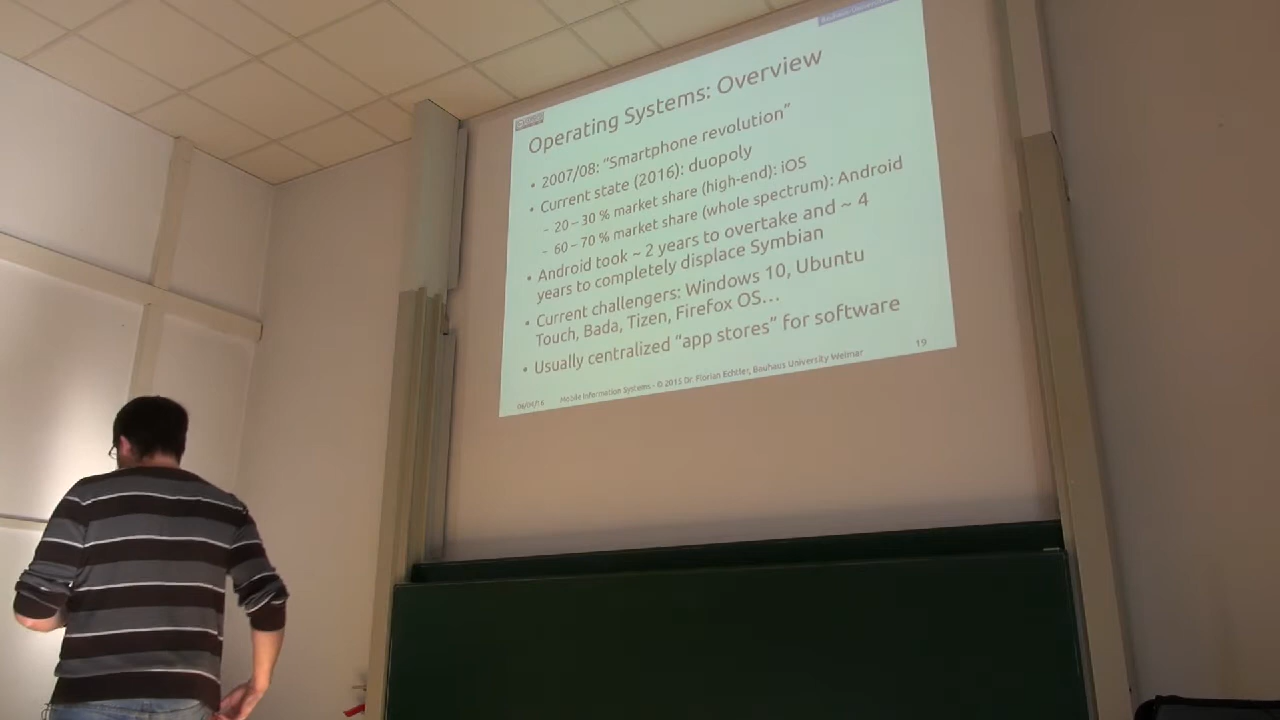 Operating Systems: Overview
• 2007/08: “Smartphone revolution”
• Current state (2016): duopoly
– 20 – 30 % market share (high-end): iOS
– 60 – 70 % market share (whole spectrum): Android
• Android took ~ 2 years to overtake and ~ 4
years to completely displace Symbian
• Current challengers: Windows 10, Ubuntu
Touch, Bada, Tizen, Firefox OS…
• Usually centralized “app stores” for software
19
06/04/16 Mobile Information Systems - © 2015 Dr. Florian Echtler, Bauhaus University Weimar